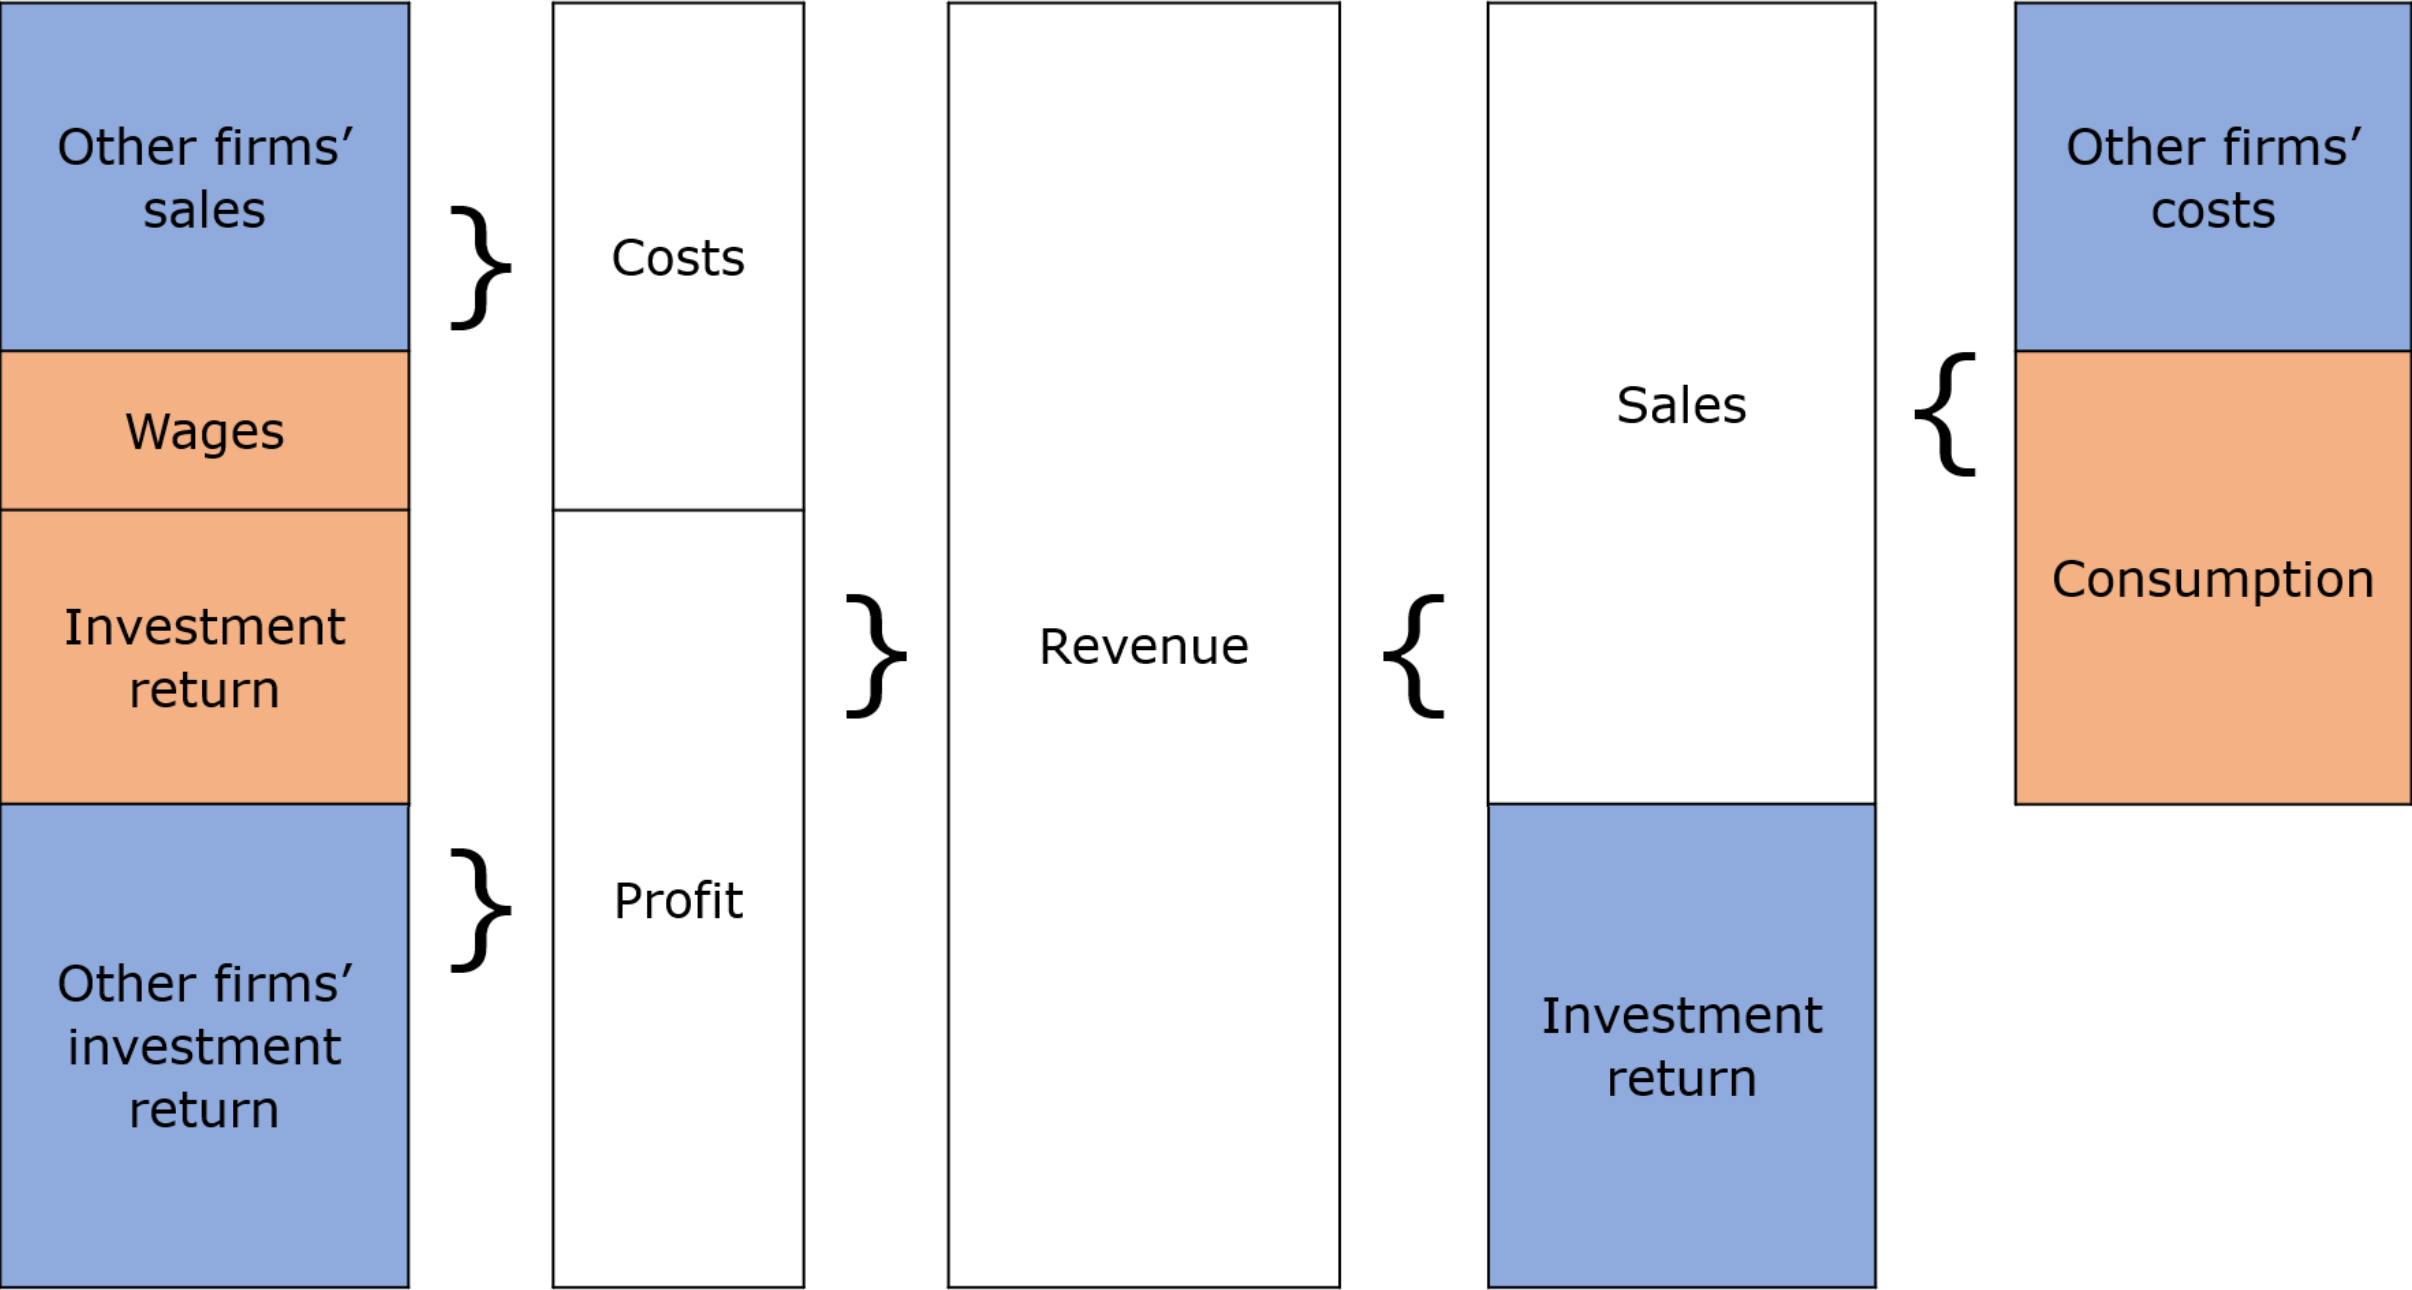 Other firms’
sales
Wages
Investment
return
Other firms’
investment
return
}
}
Costs
Profit
}
Revenue
{
Sales
Investment
return
{
Other firms’
costs
Consumption